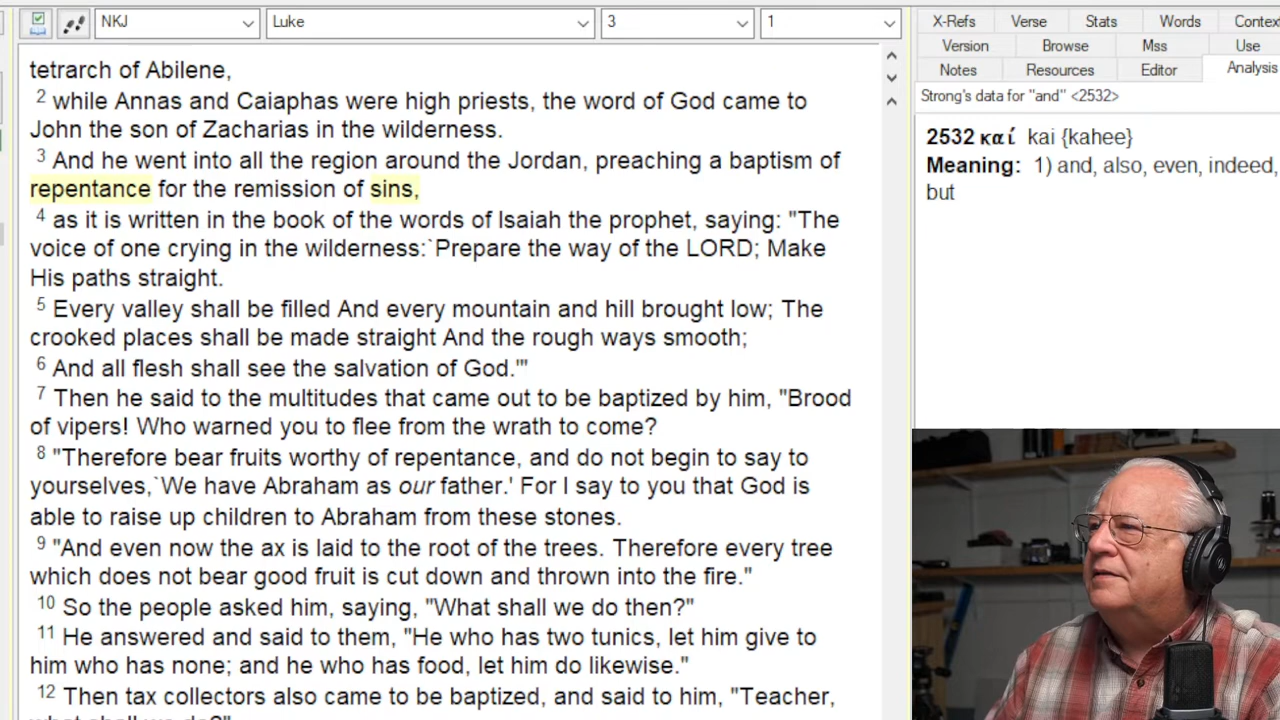 NKJ Luke 3 1
tetrarch of Abilene,
2 while Annas and Caiaphas were high priests, the word of God came to
John the son of Zacharias in the wilderness.
3 And he went into all the region around the Jordan, preaching a baptism of
repentance for the remission of sins,
4 as it is written in the book of the words of Isaiah the prophet, saying: "The
voice of one crying in the wilderness:`Prepare the way of the LORD; Make
His paths straight.
5 Every valley shall be filled And every mountain and hill brought low; The
crooked places shall be made straight And the rough ways smooth;
6 And all flesh shall see the salvation of God.'"
7 Then he said to the multitudes that came out to be baptized by him, "Brood
of vipers! Who warned you to flee from the wrath to come?
8 "Therefore bear fruits worthy of repentance, and do not begin to say to
yourselves,`We have Abraham as our father.' For I say to you that God is
able to raise up children to Abraham from these stones.
9 "And even now the ax is laid to the root of the trees. Therefore every tree
which does not bear good fruit is cut down and thrown into the fire."
10 So the people asked him, saying, "What shall we do then?"
11 He answered and said to them, "He who has two tunics, let him give to
him who has none; and he who has food, let him do likewise."
12 Then tax collectors also came to be baptized, and said to him, "Teacher,
what shall we do?"
X-Refs Verse Stats Words Contex
Version Browse Mss Use
Notes Resources Editor Analysis
Strong's data for "and" <2532>
2532 καί kai {kahee}
Meaning: 1) and, also, even, indeed,
but